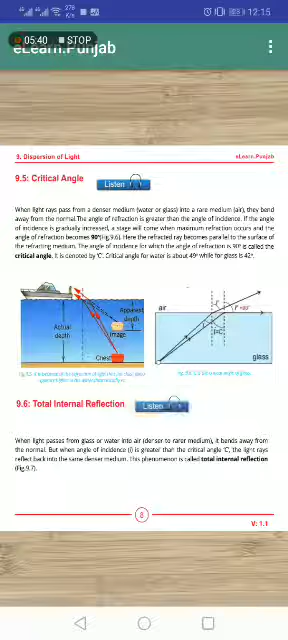 12:15
05:40 STOP
eLearn.Punjab
9. Dispersion of Light
eLearn.Punjab
9.5: Critical Angle
Listen
When light rays pass from a denser medium (water or glass) into a rare medium (air), they bend
away from the normal.The angle of refraction is greater than the angle of incidence. If the angle
of incidence is gradually increased, a stage will come when maximum refraction occurs and the
angle of refraction becomes 90°(Fig.9.6). Here the refracted ray becomes parallel to the surface of
the refracting medium. The angle of incidence for which the angle of refraction is 90° is called the
critical angle. It is denoted by 'C'. Critical angle for water is about 49° while for glass is 42°.
Apparent
depth
Actual
depth
Image
Chest
air
glass
9.6: Total Internal Reflection
Listen
When light passes from glass or water into air (denser to rarer medium), it bends away from
the normal. But when angle of incidence (i) is greater than the critical angle 'C', the light rays
reflect back into the same denser medium. This phenomenon is called total internal reflection
(Fig.9.7).
8
V: 1.1